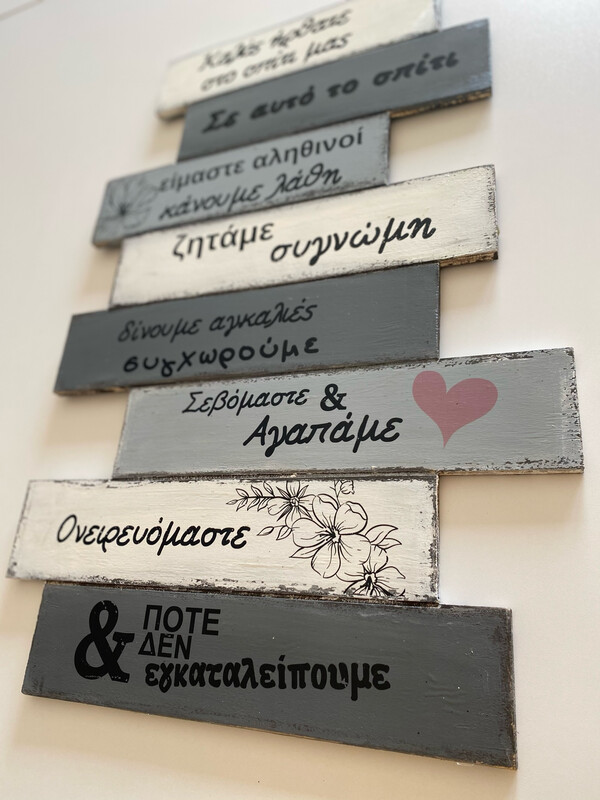 Καλώς ήρθατε
στο σπίτι μας
Σε αυτό το σπίτι
είμαστε αληθινοί
κάνουμε λάθη
ζητάμε συγνώμη
δίνουμε αγκαλιές
συγχωρούμε
Σεβόμαστε &
Αγαπάμε
Ονειρευόμαστε
& ΠΟΤΕ
ΔΕΝ
εγκαταλείπουμε